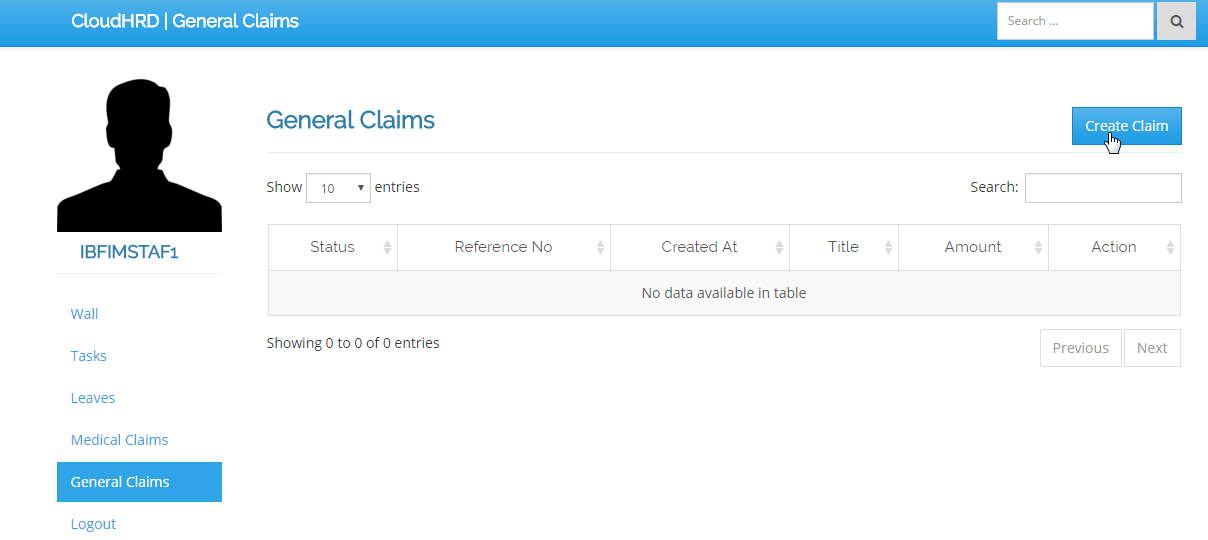 CloudHRD | General Claims
Search ...
General Claims
Create Claim
IBFIMSTAF1
Show 10 entries
Search:
Status Reference No Created At Title Amount Action
No data available in table
Showing 0 to 0 of 0 entries
Previous Next
Wall
Tasks
Leaves
Medical Claims
General Claims
Logout